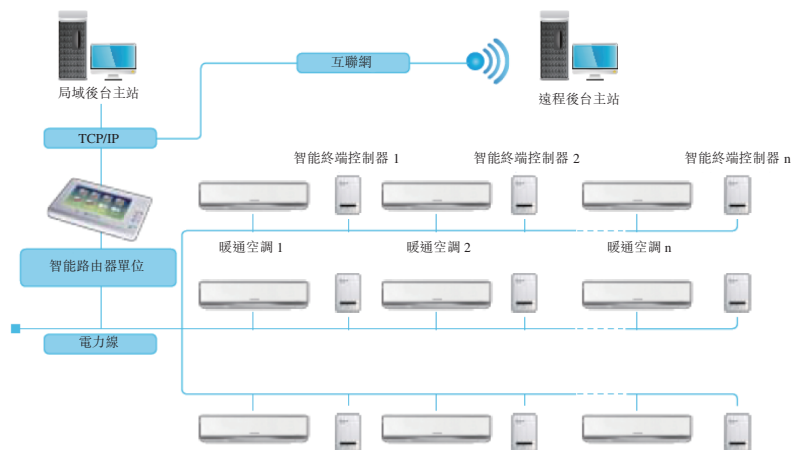 互聯網
局域後台主站
遠程後台主站
TCP/IP
智能終端控制器 1
智能終端控制器 2
智能終端控制器 n
暖通空調 1
暖通空調 2
暖通空調 n
智能路由器單位
電力線